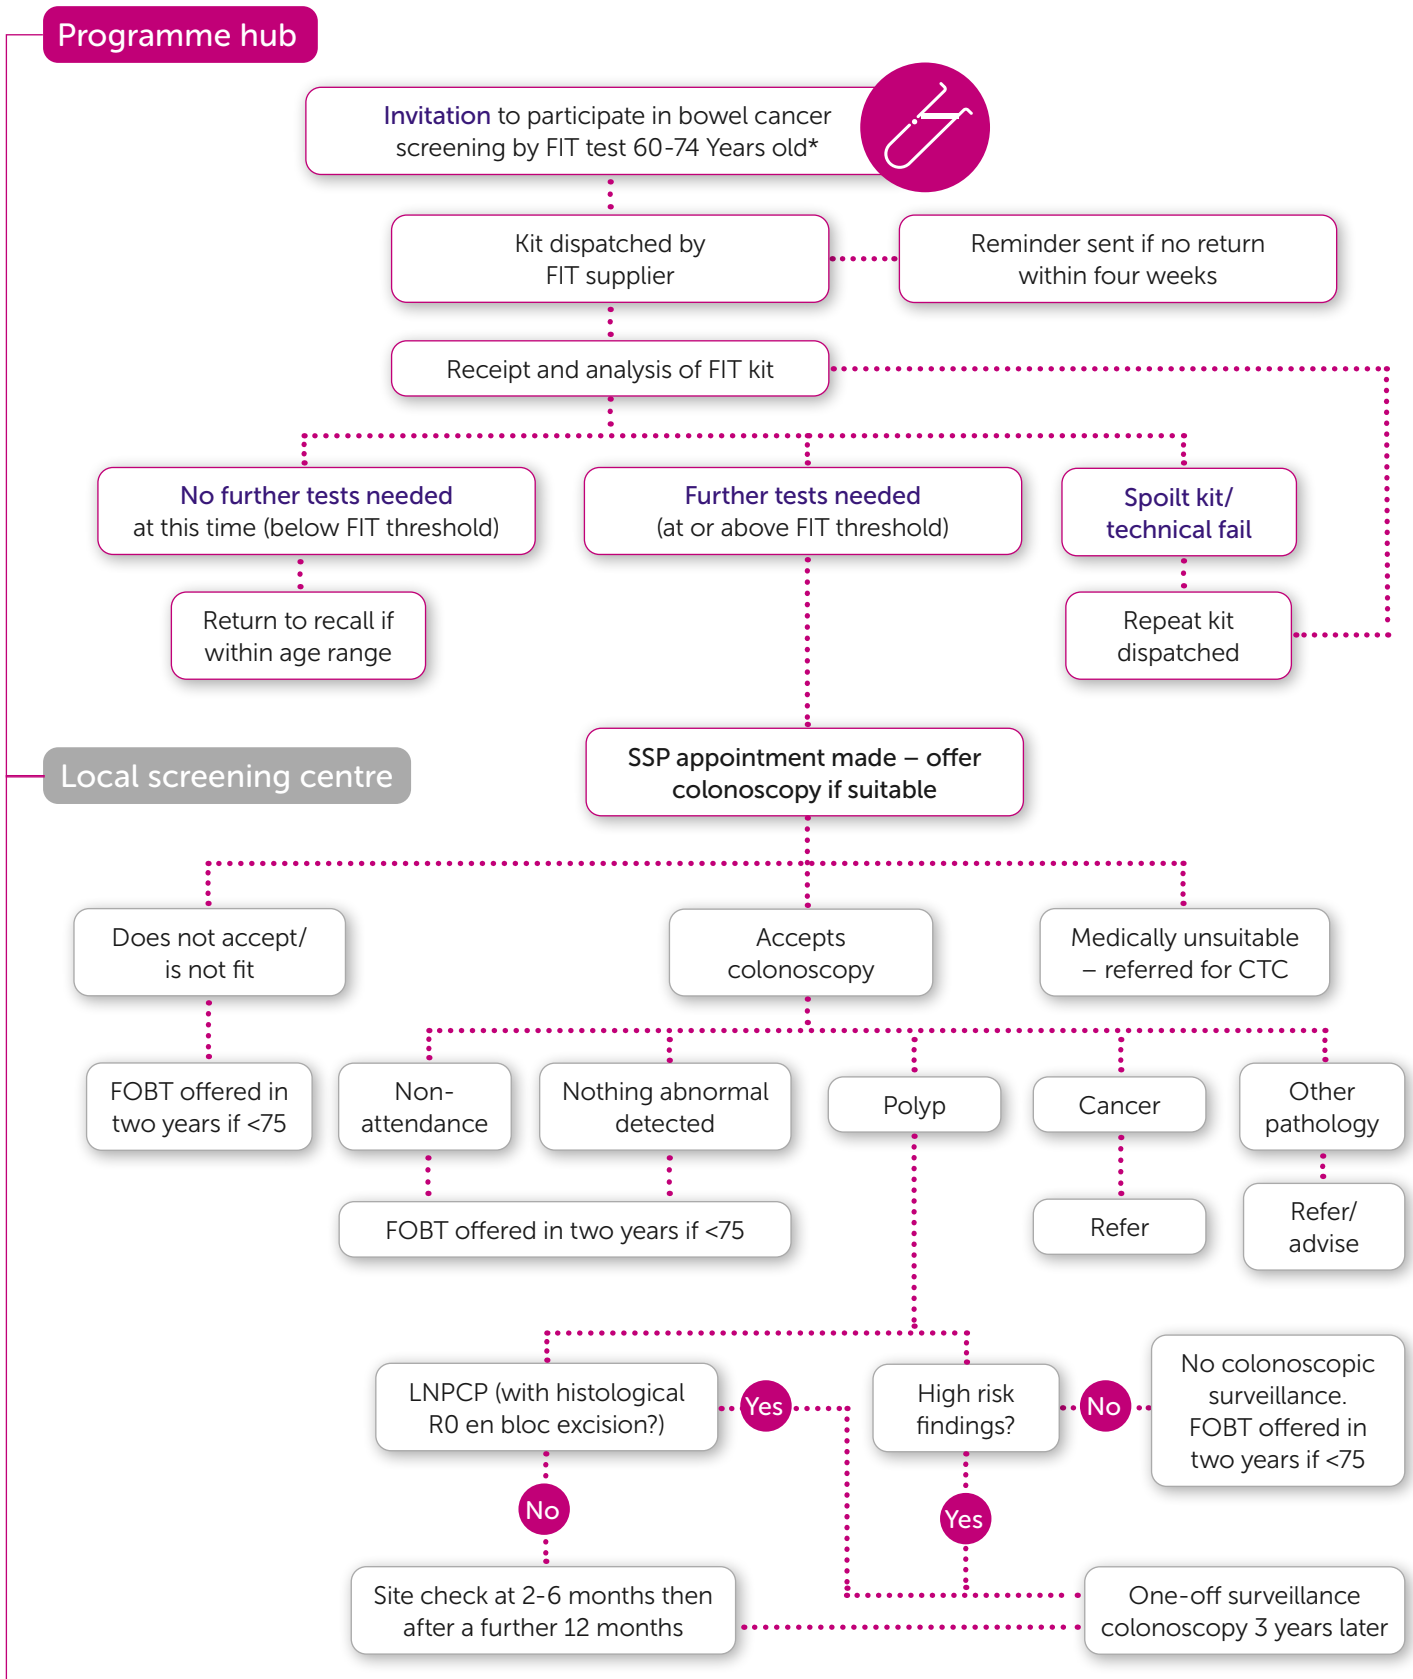 Programme hub
Invitation to participate in bowel cancer
screening by FIT test 60-74 Years old*
Kit dispatched by
FIT supplier
Reminder sent if no return
within four weeks
Receipt and analysis of FIT kit
No further tests needed
at this time (below FIT threshold)
Further tests needed
(at or above FIT threshold)
Spoilt kit/
technical fail
Return to recall if
within age range
Repeat kit
dispatched
Local screening centre
SSP appointment made – offer
colonoscopy if suitable
Does not accept/
is not fit
Accepts
colonoscopy
Medically unsuitable
– referred for CTC
FOBT offered in
two years if <75
Non-
attendance
Nothing abnormal
detected
Polyp
Cancer
Other
pathology
FOBT offered in two years if <75
Refer
Refer/
advise
LNPCP (with histological
R0 en bloc excision?)
Yes
High risk
findings?
No
No colonoscopic
surveillance.
FOBT offered in
two years if <75
No
Yes
Site check at 2-6 months then
after a further 12 months
One-off surveillance
colonoscopy 3 years later